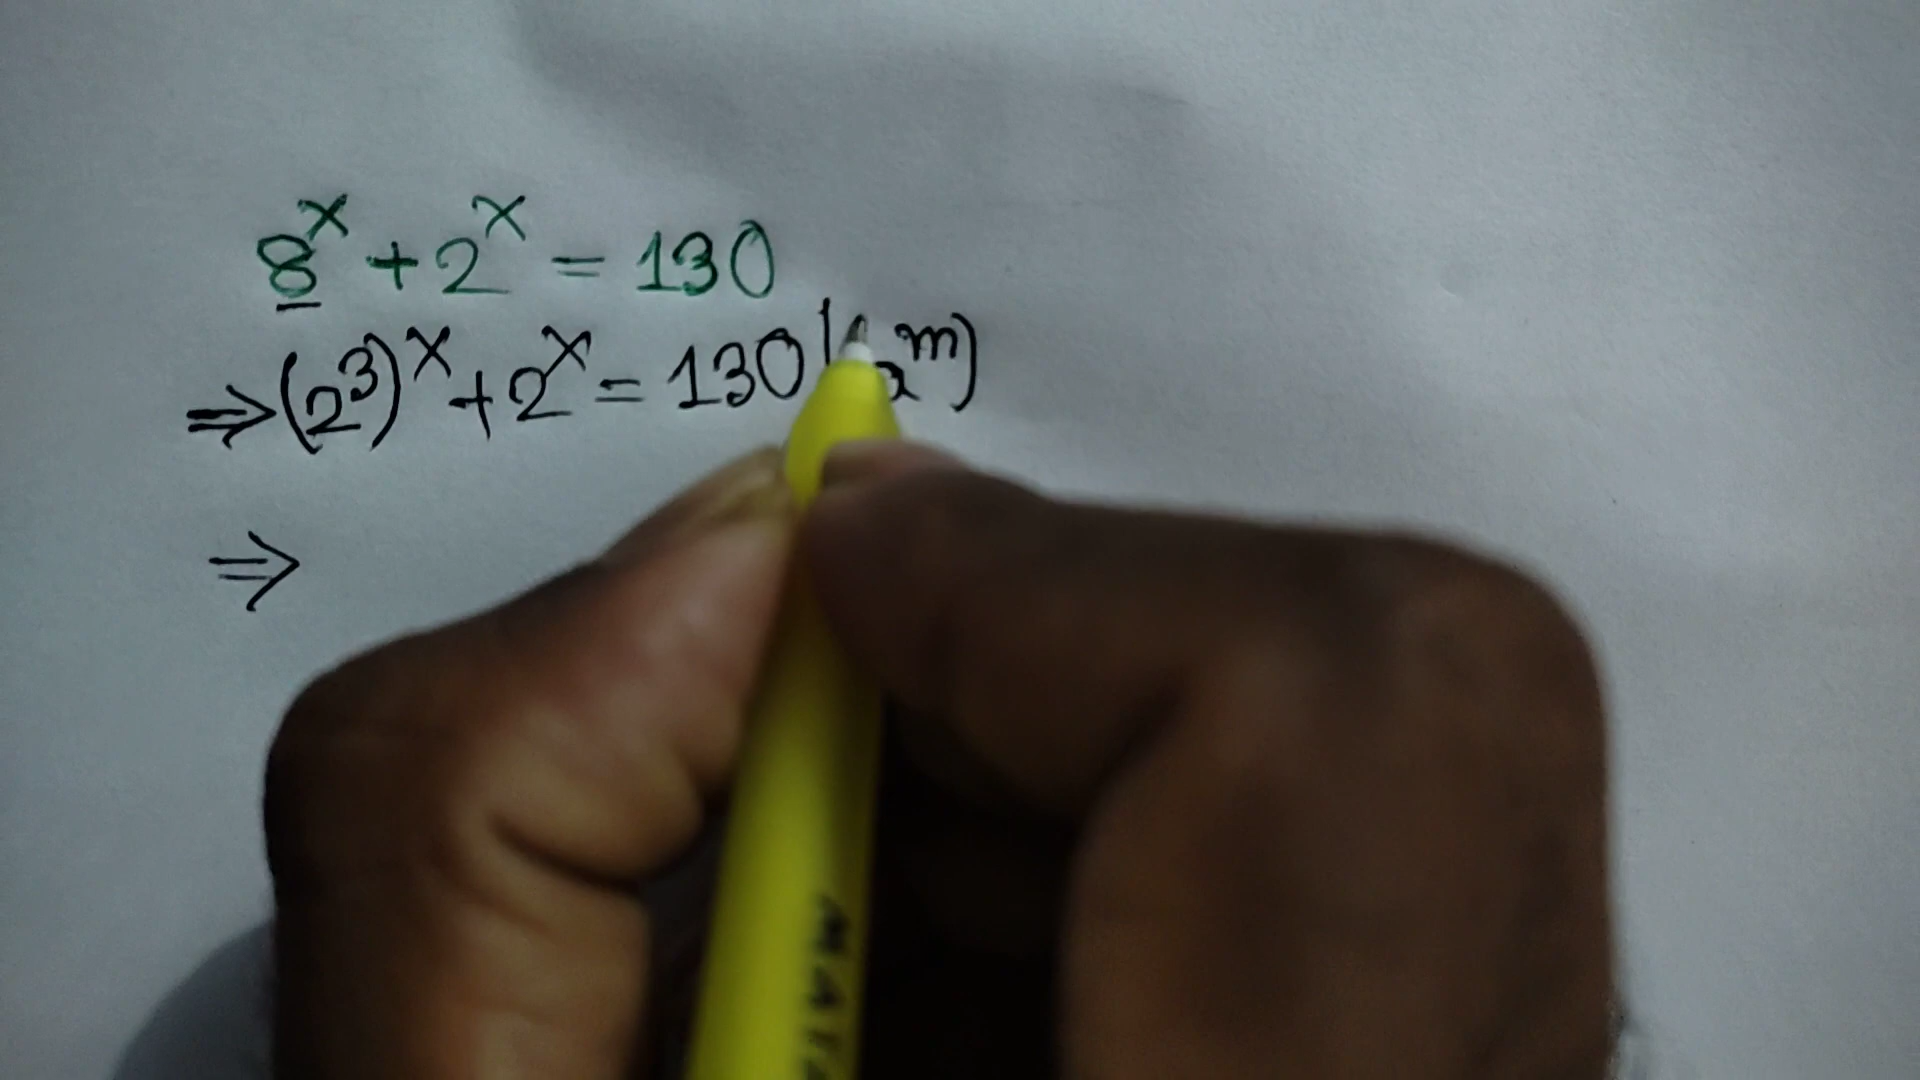 8^x + 2^x = 130
⇒ (2^3)^x + 2^x = 130 | (a^m)
⇒